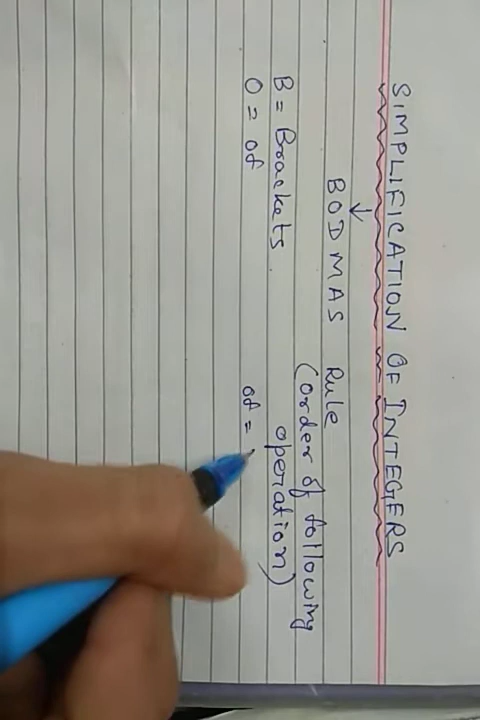 SIMPLIFICATION OF INTEGERS
↓
BODMAS Rule
(order of following
operation)
B = Brackets
O = of of =